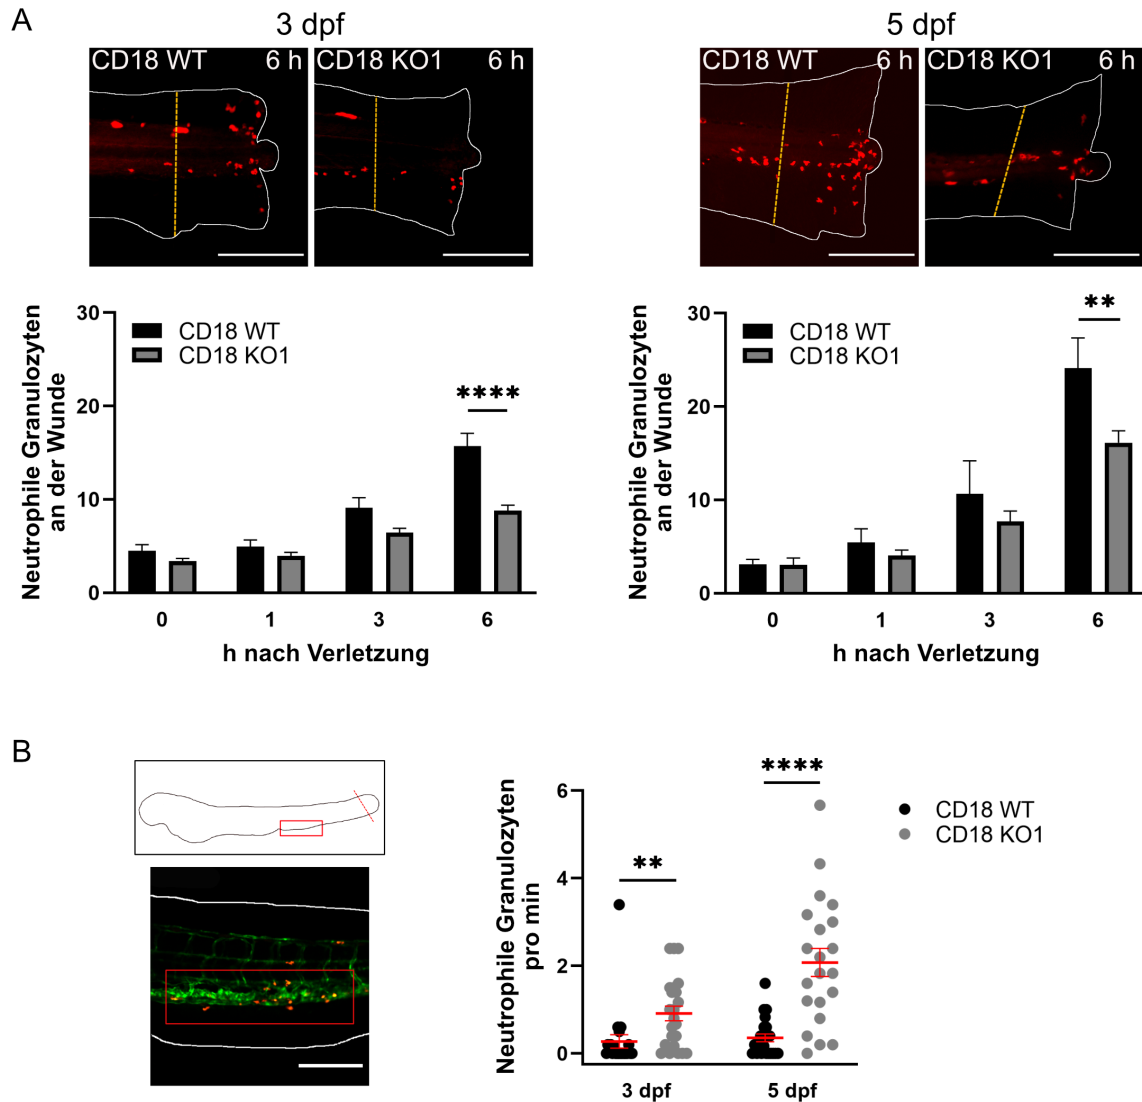 A
3 dpf
5 dpf
CD18 WT 6 h
CD18 KO1 6 h
CD18 WT 6 h
CD18 KO1 6 h
Neutrophile Granulozyten
an der Wunde
30
20
10
0
CD18 WT
CD18 KO1
****
0 1 3 6
h nach Verletzung
Neutrophile Granulozyten
an der Wunde
30
20
10
0
CD18 WT
CD18 KO1
**
0 1 3 6
h nach Verletzung
B
Neutrophile Granulozyten
pro min
6
4
2
0
**
****
3 dpf 5 dpf
CD18 WT
CD18 KO1